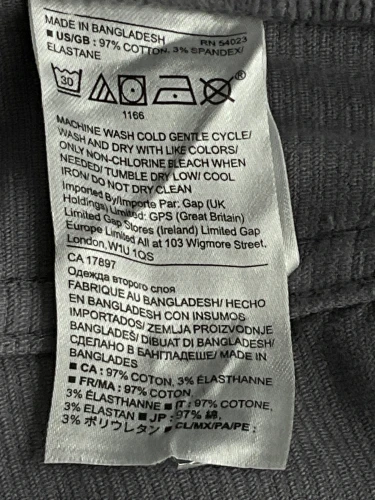 MADE IN BANGLADESH RN 54023
■ US/GB : 97% COTTON, 3% SPANDEX/
ELASTANE
30
1166
MACHINE WASH COLD GENTLE CYCLE/
WASH AND DRY WITH LIKE COLORS/
ONLY NON-CHLORINE BLEACH WHEN
NEEDED/ TUMBLE DRY LOW/ COOL
IRON/ DO NOT DRY CLEAN
Imported By/Importe Par: Gap (UK
Holdings) Limited: GPS (Great Britain)
Limited Gap Stores (Ireland) Limited Gap
Europe Limited All at 103 Wigmore Street,
London, W1U 1QS
CA 17897
Одежда второго слоя
FABRIQUE AU BANGLADESH/ HECHO
EN BANGLADESH CON INSUMOS
IMPORTADOS/ ZEMLJA PROIZVODNJE
BANGLADEŠ/ DIBUAT DI BANGLADESH/
СДЕЛАНО В БАНГЛАДЕШЕ/ MADE IN
BANGLADESH
■ CA : 97% COTON, 3% ÉLASTHANNE
■ FR/MA : 97% COTON,
3% ÉLASTHANNE ■ IT: 97% COTONE,
3% ELASTAN ■ JP : 97% 綿,
3% ポリウレタン ■ CL/MX/PA/PE :